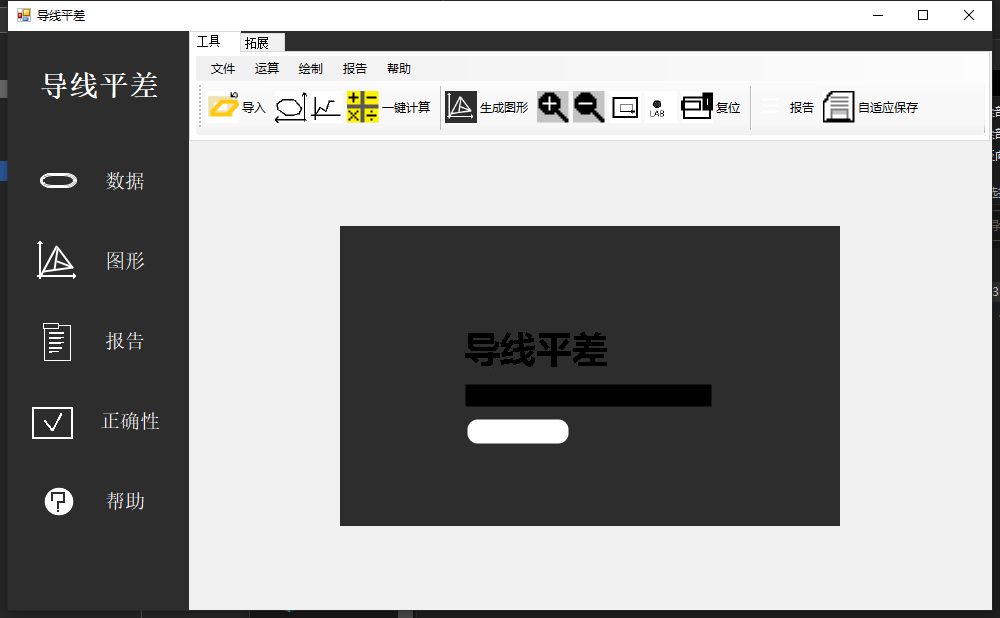 导线平差
导线平差
数据
图形
报告
正确性
帮助
工具 拓展
文件 运算 绘制 报告 帮助
导入 一键计算 生成图形 LAB 复位 报告 自适应保存
导线平差